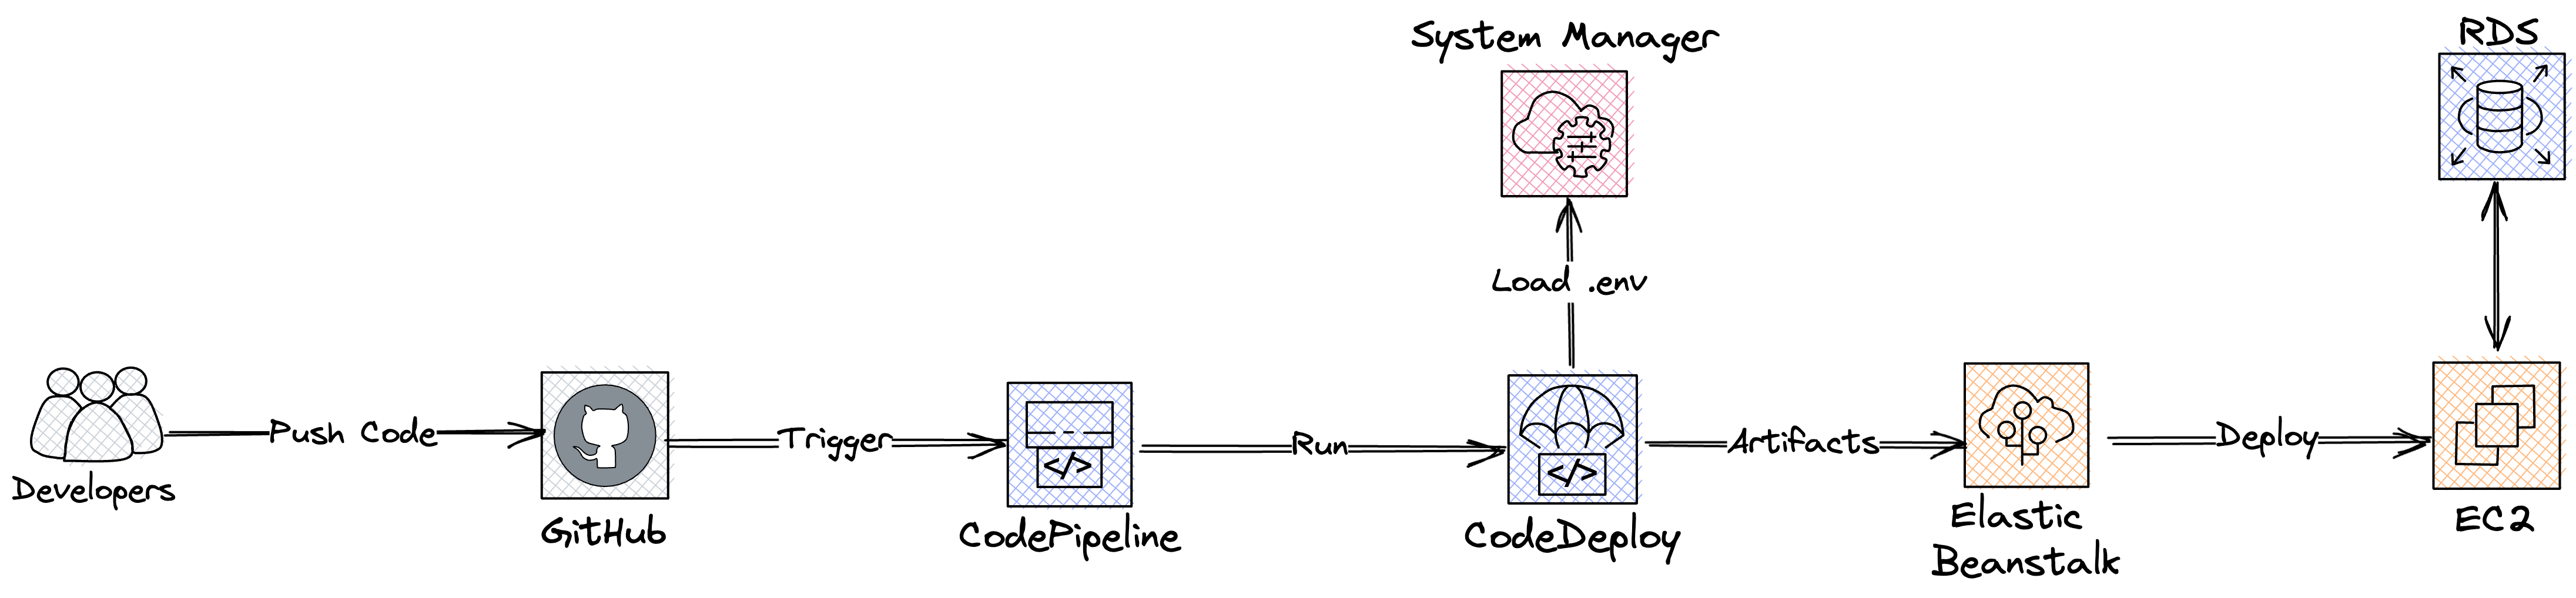 System Manager
RDS
Load .env
Push Code
Trigger
Run
Artifacts
Deploy
</>
</>
Developers
GitHub
CodePipeline
CodeDeploy
Elastic
Beanstalk
EC2